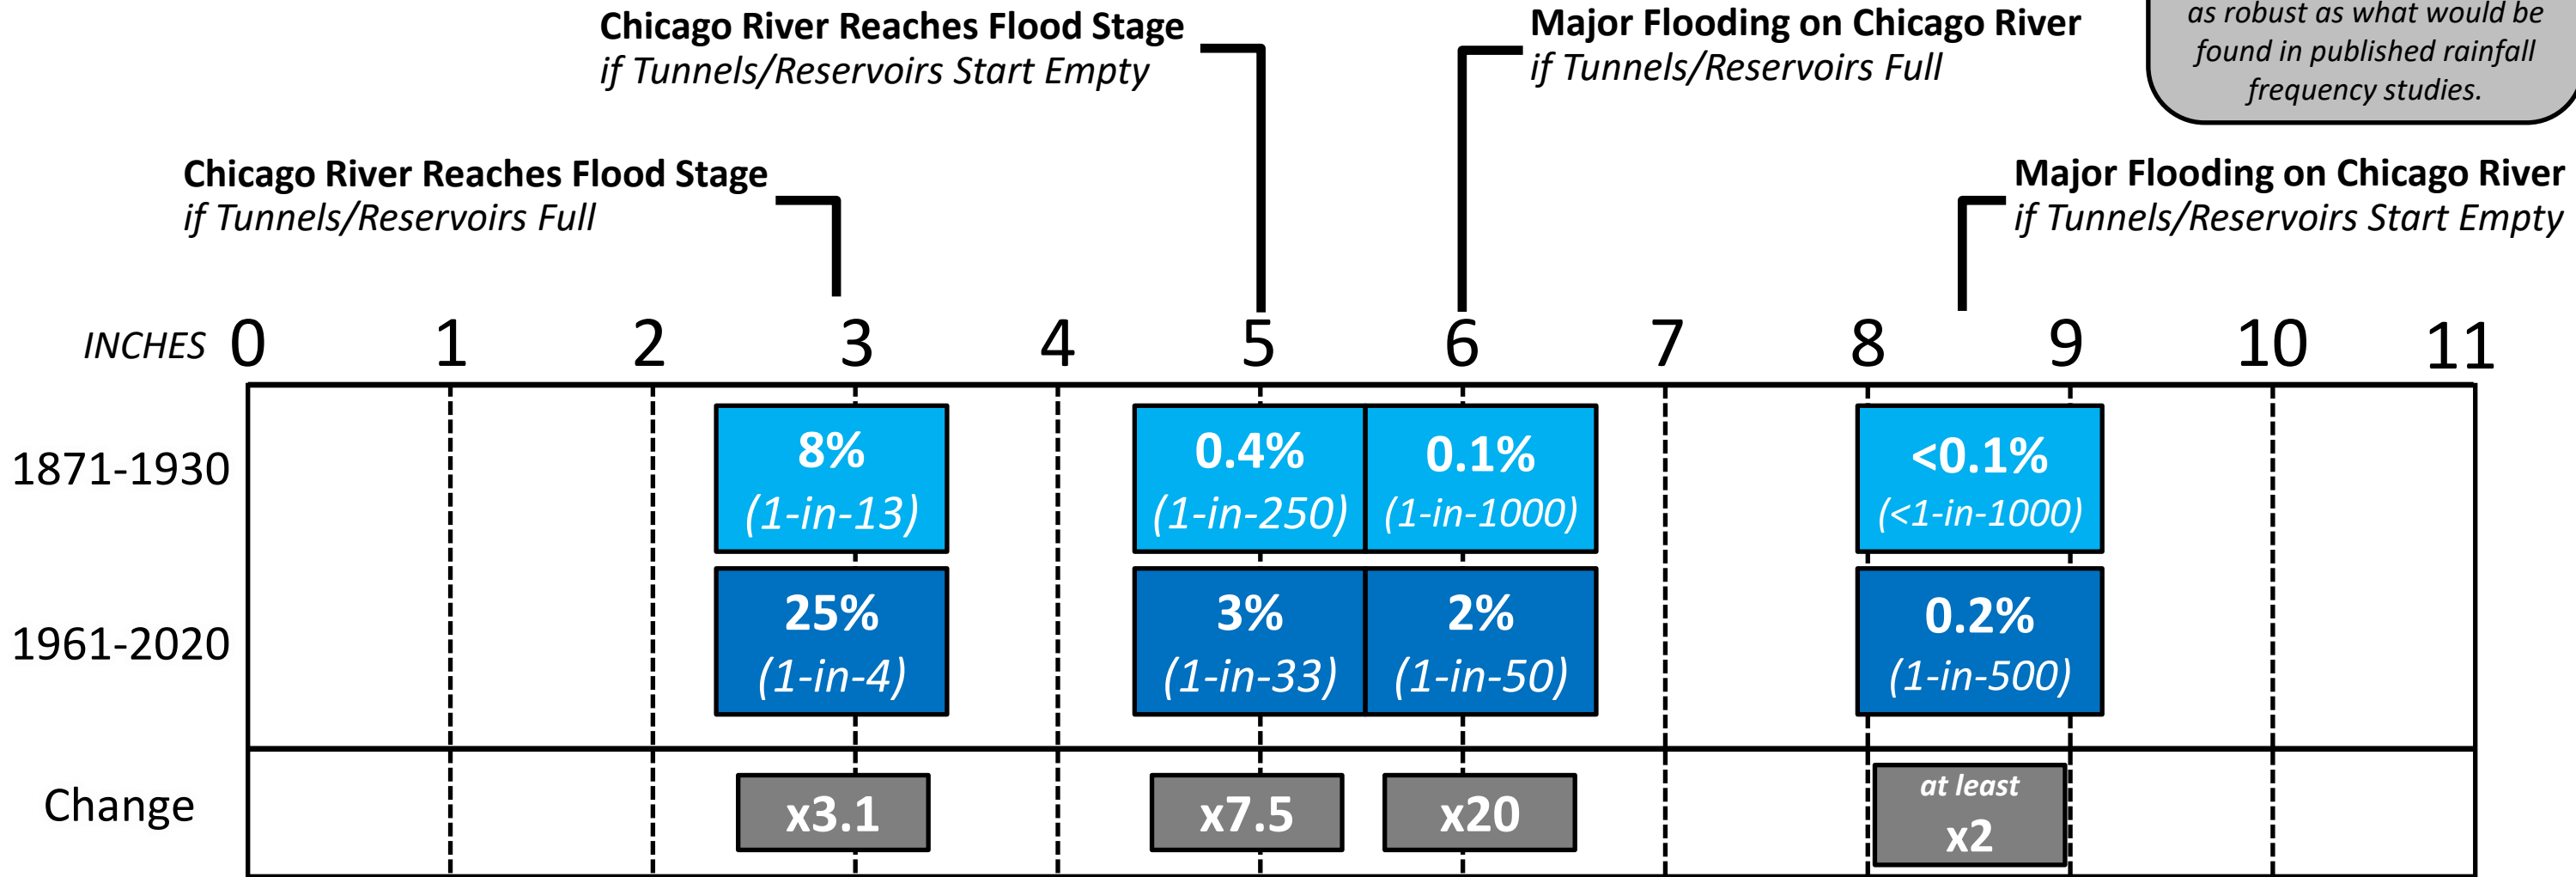 as robust as what would be
found in published rainfall
frequency studies.
Chicago River Reaches Flood Stage
if Tunnels/Reservoirs Start Empty
Major Flooding on Chicago River
if Tunnels/Reservoirs Full
Chicago River Reaches Flood Stage
if Tunnels/Reservoirs Full
Major Flooding on Chicago River
if Tunnels/Reservoirs Start Empty
INCHES 0 1 2 3 4 5 6 7 8 9 10 11
1871-1930
8%
(1-in-13)
0.4%
(1-in-250)
0.1%
(1-in-1000)
<0.1%
(<1-in-1000)
1961-2020
25%
(1-in-4)
3%
(1-in-33)
2%
(1-in-50)
0.2%
(1-in-500)
Change
x3.1
x7.5
x20
at least
x2